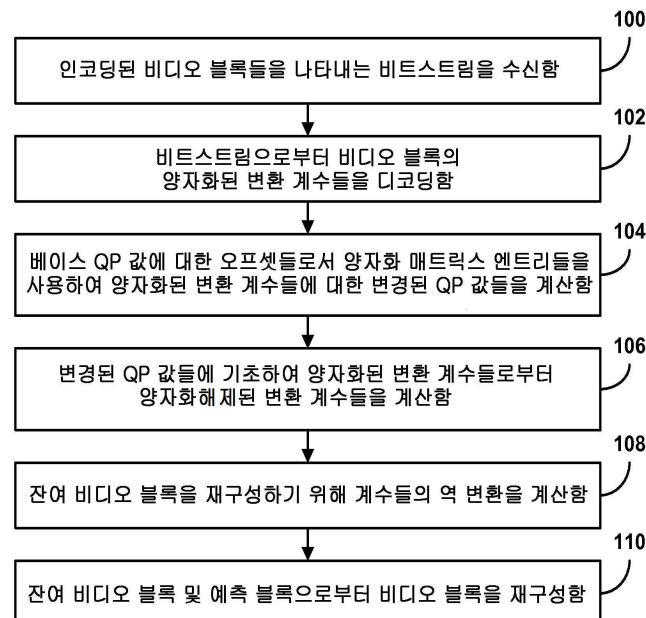 100
인코딩된 비디오 블록들을 나타내는 비트스트림을 수신함
102
비트스트림으로부터 비디오 블록의
양자화된 변환 계수들을 디코딩함
104
베이스 QP 값에 대한 오프셋들로서 양자화 매트릭스 엔트리들을
사용하여 양자화된 변환 계수들에 대한 변경된 QP 값들을 계산함
106
변경된 QP 값들에 기초하여 양자화된 변환 계수들로부터
양자화해제된 변환 계수들을 계산함
108
잔여 비디오 블록을 재구성하기 위해 계수들의 역 변환을 계산함
110
잔여 비디오 블록 및 예측 블록으로부터 비디오 블록을 재구성함